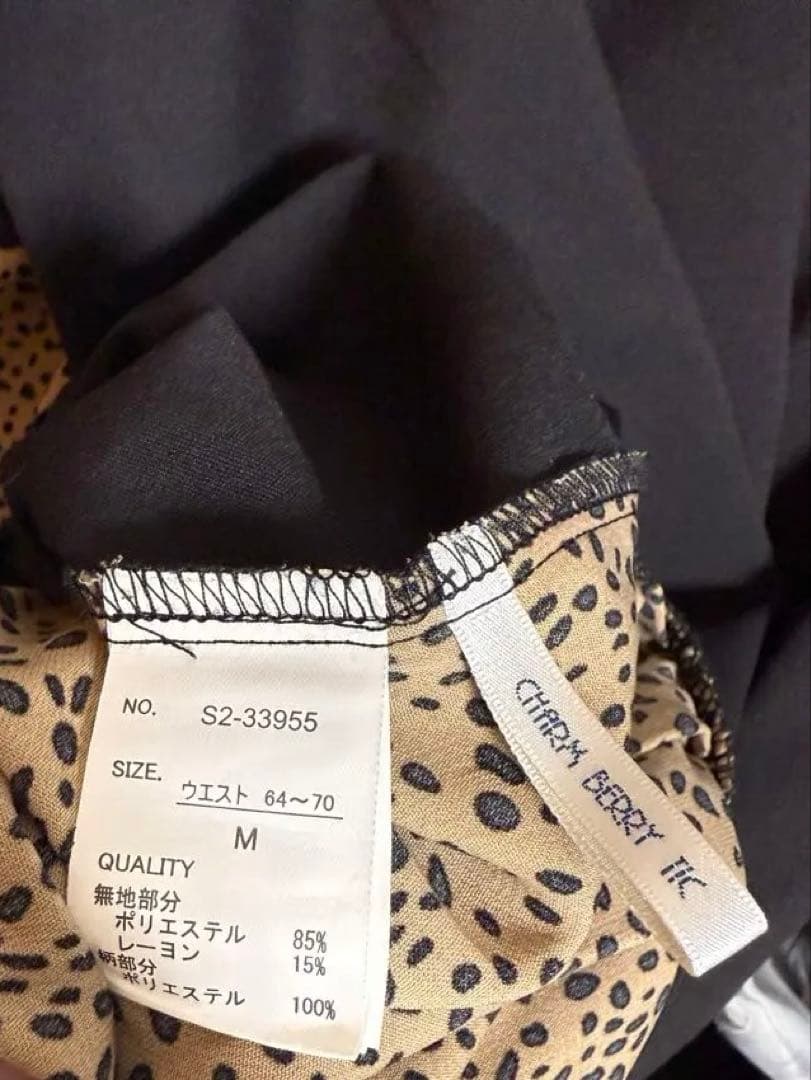 NO. S2-33955
SIZE. ウエスト 64～70
M
QUALITY
無地部分
ポリエステル 85%
レーヨン 15%
柄部分
ポリエステル 100%
CHARM BERRY TIC